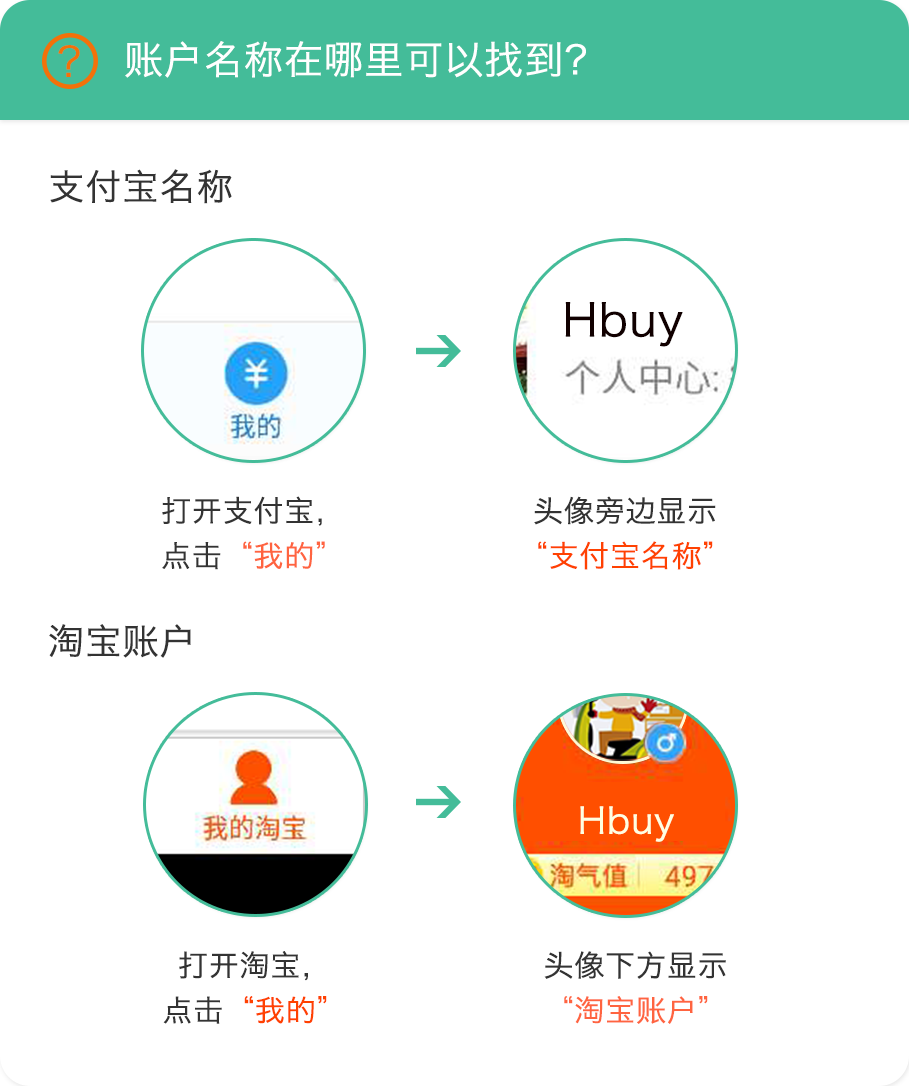 账户名称在哪里可以找到?
支付宝名称
¥
我的
Hbuy
个人中心:
打开支付宝,
点击 “我的”
头像旁边显示
“支付宝名称”
淘宝账户
我的淘宝
Hbuy
淘气值 497
打开淘宝,
点击 “我的”
头像下方显示
“淘宝账户”